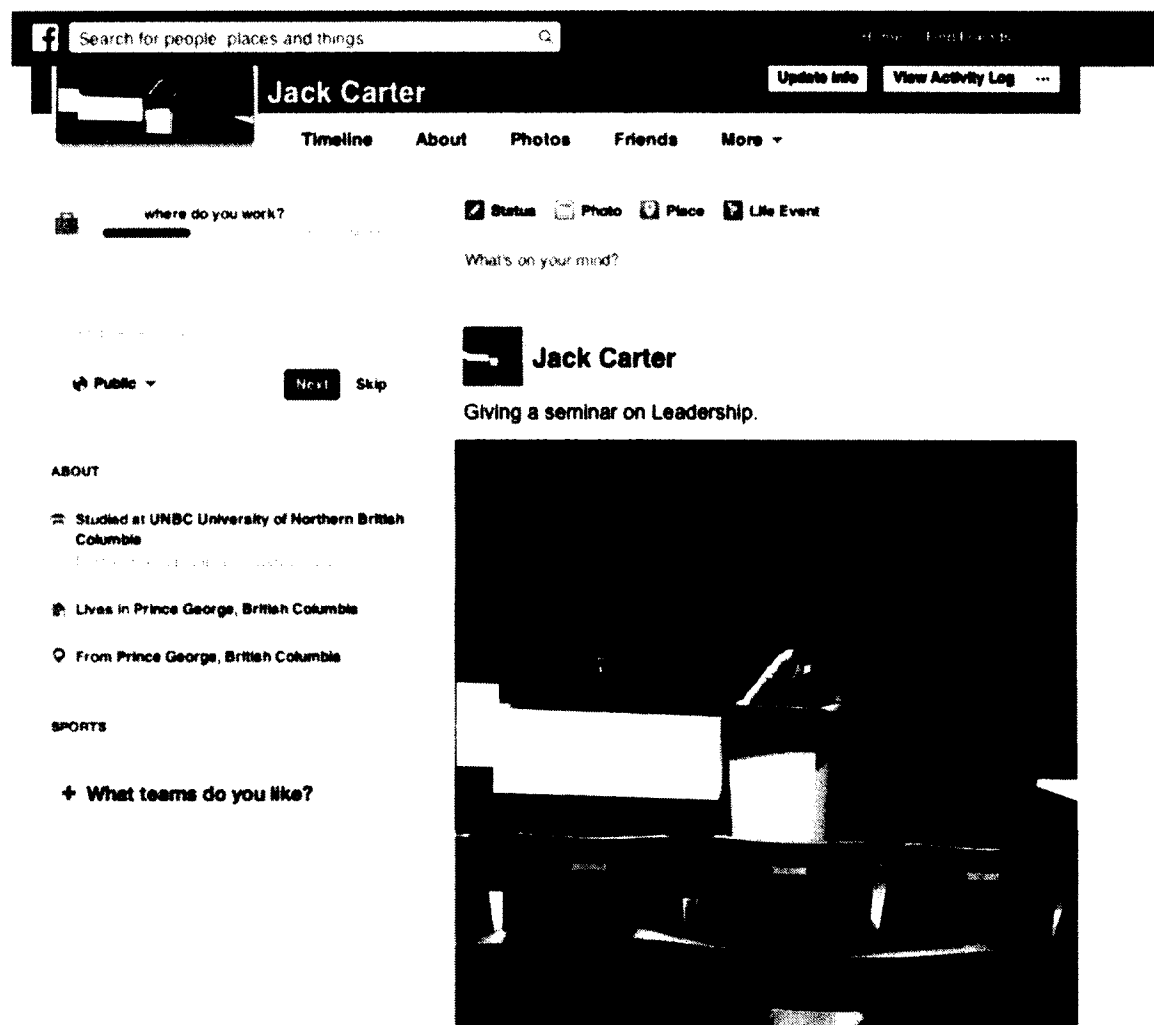 f Search for people places and things
Jack Carter
Update Info View Activity Log ...
Timeline About Photos Friends More
where do you work?
Status Photo Place Life Event
What's on your mind?
Jack Carter
Public Next Skip
Giving a seminar on Leadership.
ABOUT
Studied at UNBC University of Northern British
Columbia
Lives in Prince George, British Columbia
From Prince George, British Columbia
SPORTS
+ What teams do you like?